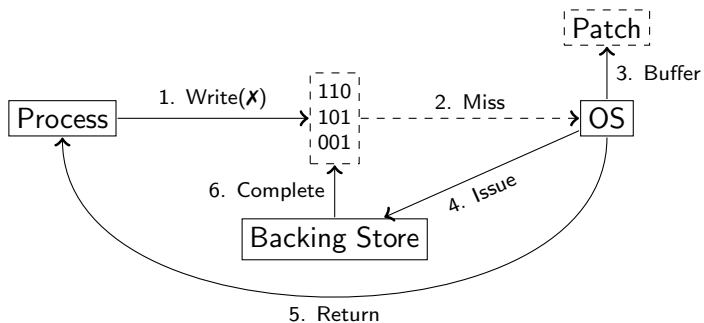 Patch
3. Buffer
1. Write(✗)
110
101
001
2. Miss
Process
OS
6. Complete
4. Issue
Backing Store
5. Return